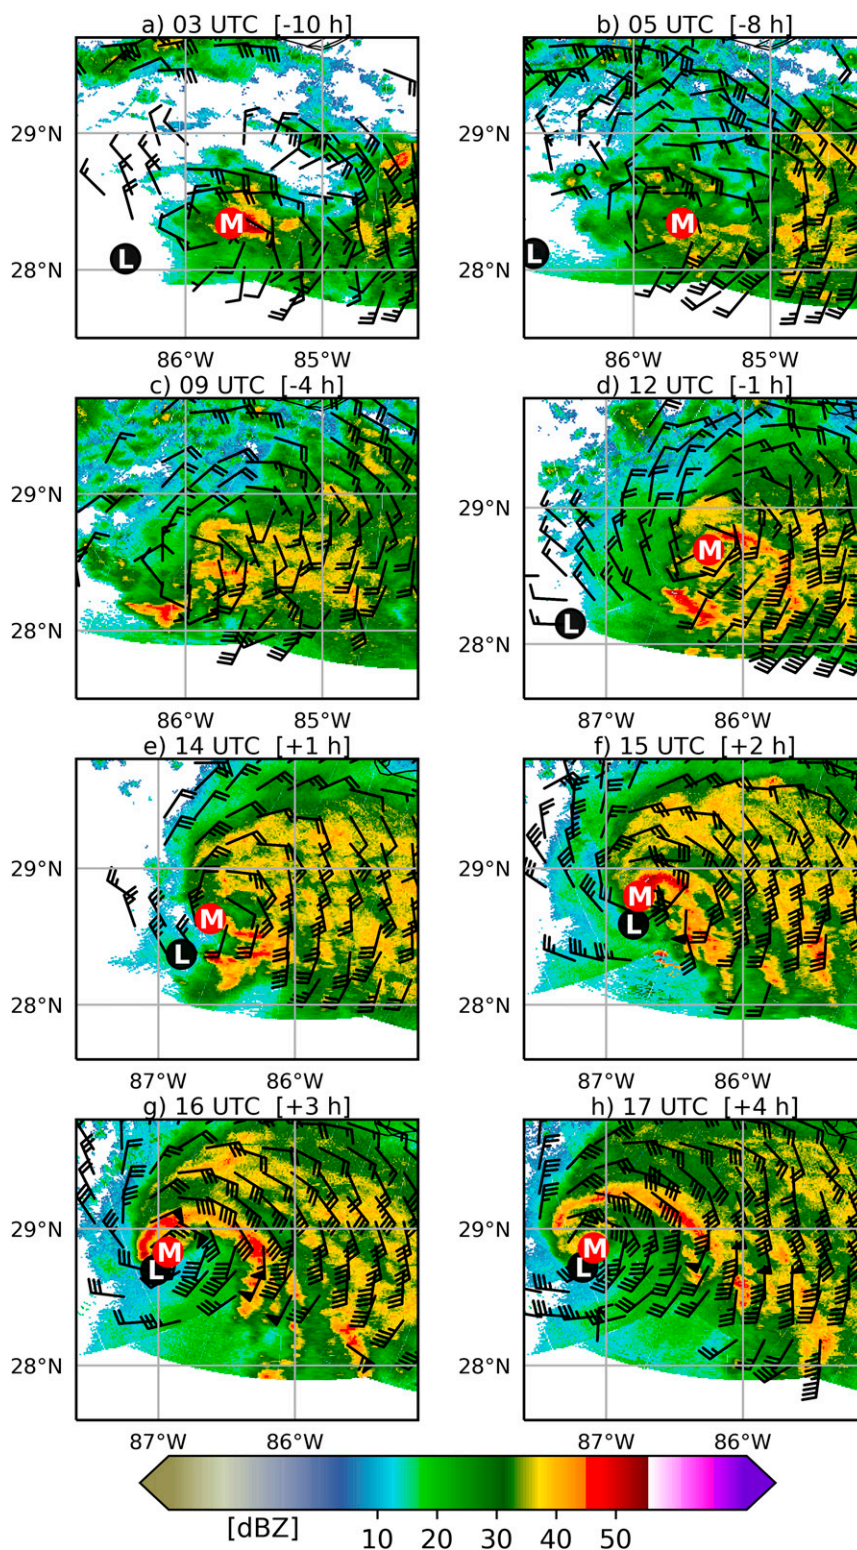 a) 03 UTC [-10 h]
b) 05 UTC [-8 h]
29°N
M
M
L
L
28°N
86°W 85°W
86°W 85°W
c) 09 UTC [-4 h]
d) 12 UTC [-1 h]
29°N
29°N
M
28°N
28°N
L
86°W 85°W
87°W 86°W
e) 14 UTC [+1 h]
f) 15 UTC [+2 h]
29°N
29°N
M
M
L
L
28°N
28°N
87°W 86°W
87°W 86°W
g) 16 UTC [+3 h]
h) 17 UTC [+4 h]
29°N
29°N
M
M
L
L
28°N
28°N
87°W 86°W
87°W 86°W
[dBZ] 10 20 30 40 50